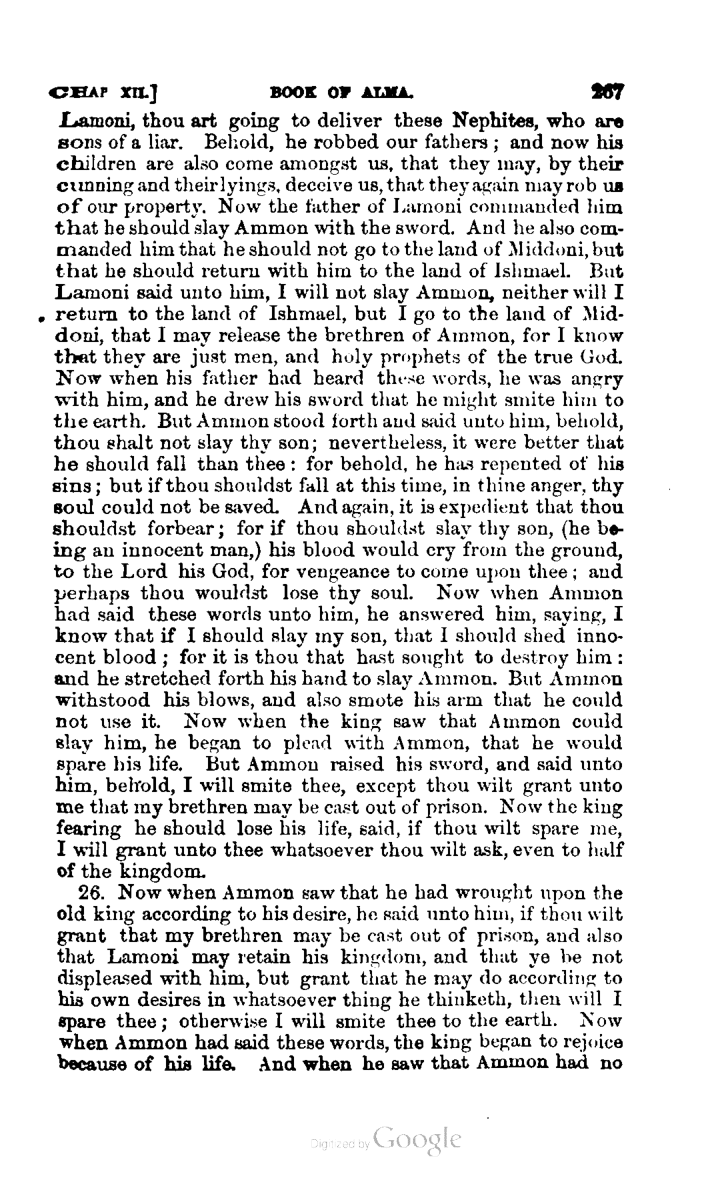 CHAP XII.] BOOK OF ALMA. 267
Lamoni, thou art going to deliver these Nephites, who are
sons of a liar. Behold, he robbed our fathers; and now his
children are also come amongst us, that they may, by their
cunning and their lyings, deceive us, that they again may rob us
of our property. Now the father of Lamoni commanded him
that he should slay Ammon with the sword. And he also com-
manded him that he should not go to the land of Middoni, but
that he should return with him to the land of Ishmael. But
Lamoni said unto him, I will not slay Ammon, neither will I
return to the land of Ishmael, but I go to the land of Mid-
doni, that I may release the brethren of Ammon, for I know
that they are just men, and holy prophets of the true God.
Now when his father had heard these words, he was angry
with him, and he drew his sword that he might smite him to
the earth. But Ammon stood forth and said unto him, behold,
thou shalt not slay thy son; nevertheless, it were better that
he should fall than thee: for behold, he has repented of his
sins; but if thou shouldst fall at this time, in thine anger, thy
soul could not be saved. And again, it is expedient that thou
shouldst forbear; for if thou shouldst slay thy son, (he be-
ing an innocent man,) his blood would cry from the ground,
to the Lord his God, for vengeance to come upon thee; and
perhaps thou wouldst lose thy soul. Now when Ammon
had said these words unto him, he answered him, saying, I
know that if I should slay my son, that I should shed inno-
cent blood; for it is thou that hast sought to destroy him:
and he stretched forth his hand to slay Ammon. But Ammon
withstood his blows, and also smote his arm that he could
not use it. Now when the king saw that Ammon could
slay him, he began to plead with Ammon, that he would
spare his life. But Ammon raised his sword, and said unto
him, behold, I will smite thee, except thou wilt grant unto
me that my brethren may be cast out of prison. Now the king
fearing he should lose his life, said, if thou wilt spare me,
I will grant unto thee whatsoever thou wilt ask, even to half
of the kingdom.
26. Now when Ammon saw that he had wrought upon the
old king according to his desire, he said unto him, if thou wilt
grant that my brethren may be cast out of prison, and also
that Lamoni may retain his kingdom, and that ye be not
displeased with him, but grant that he may do according to
his own desires in whatsoever thing he thinketh, then will I
spare thee; otherwise I will smite thee to the earth. Now
when Ammon had said these words, the king began to rejoice
because of his life. And when he saw that Ammon had no
Digitized by Google